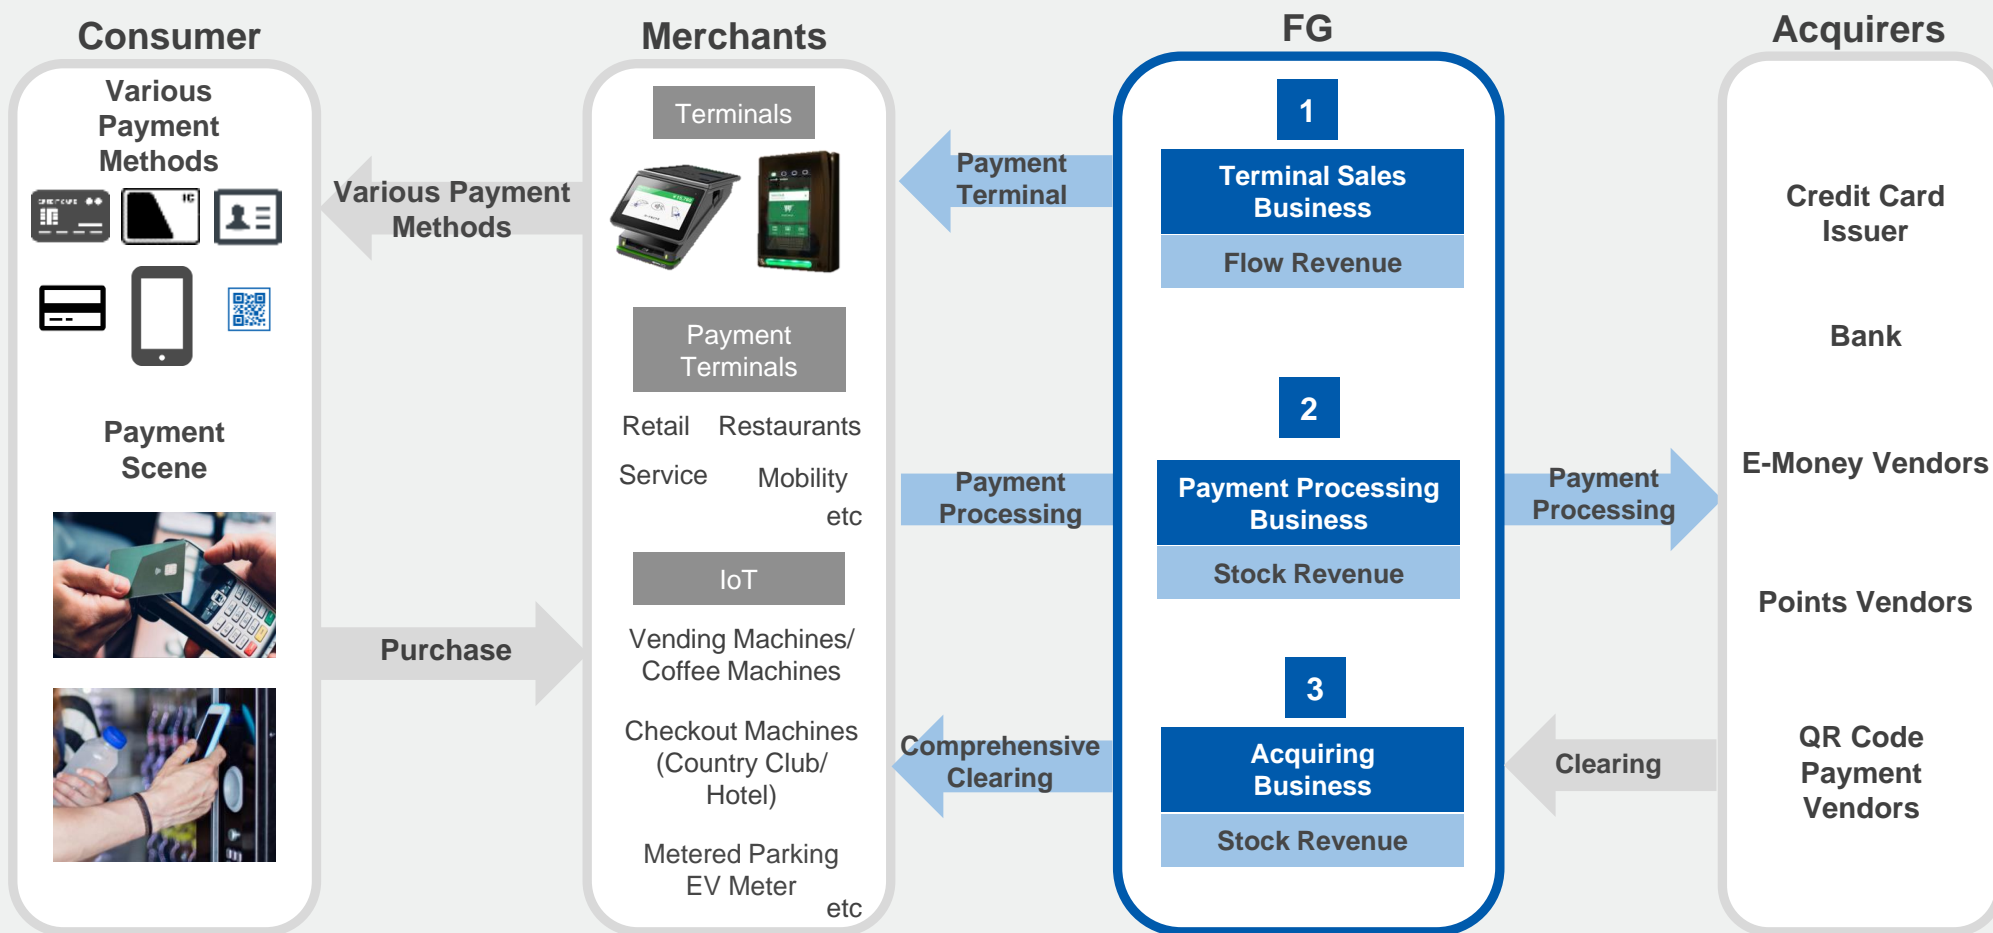 Consumer
Various
Payment
Methods
CREDIT CARD
IC
Payment
Scene
Various Payment
Methods
Purchase
Merchants
Terminals
Payment
Terminals
Retail Restaurants
Service Mobility
etc
IoT
Vending Machines/
Coffee Machines
Checkout Machines
(Country Club/
Hotel)
Metered Parking
EV Meter
etc
Payment
Terminal
Payment
Processing
Comprehensive
Clearing
FG
1
Terminal Sales
Business
Flow Revenue
2
Payment Processing
Business
Stock Revenue
3
Acquiring
Business
Stock Revenue
Payment
Processing
Clearing
Acquirers
Credit Card
Issuer
Bank
E-Money Vendors
Points Vendors
QR Code
Payment
Vendors